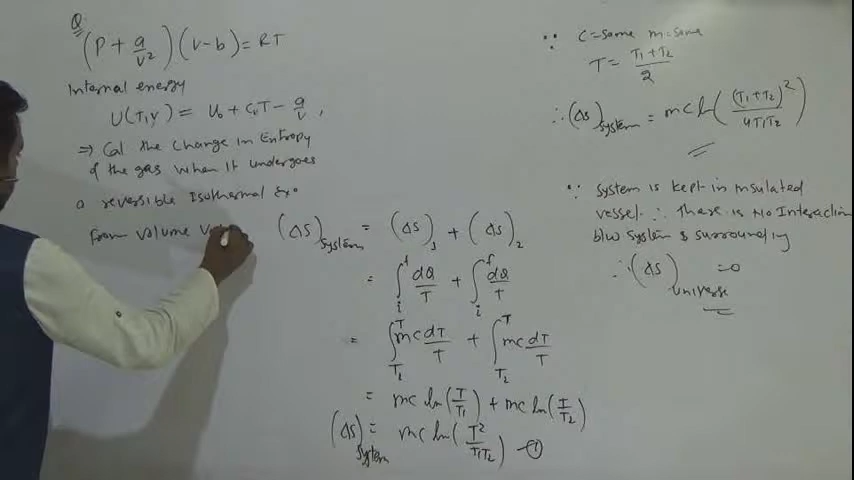 Q.
(P + a/v²) (v-b) = RT
Internal energy
U(T,V) = U₀ + CᵥT - a/v ,
⇒ Cal the change in Entropy
of the gas when it undergoes
a reversible Isothermal Exⁿ
from volume
(ΔS)system = (ΔS)₁ + (ΔS)₂
= ∫ᵢᶠ dQ/T + ∫ᵢᶠ dQ/T
= ∫_{T₂}^{T} mc dT/T + ∫_{T₂}^{T} mc dT/T
= mc ln(T/T₁) + mc ln(T/T₂)
(ΔS)system = mc ln(T²/T₁T₂) —①
∵ C=same m=same
T = (T₁+T₂)/2
∴ (ΔS)system = mc ln((T₁+T₂)²/4T₁T₂)
∵ System is kept in insulated
vessel ∴ There is No Interaction
b/w system & surrounding
∴ (ΔS)universe =0